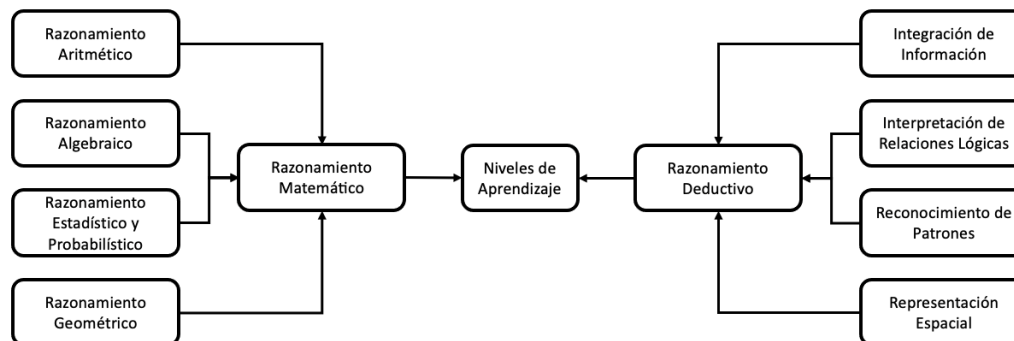 Razonamiento
Aritmético
Razonamiento
Algebraico
Razonamiento
Estadístico y
Probabilístico
Razonamiento
Geométrico
Razonamiento
Matemático
Niveles de
Aprendizaje
Razonamiento
Deductivo
Integración de
Información
Interpretación de
Relaciones Lógicas
Reconocimiento de
Patrones
Representación
Espacial